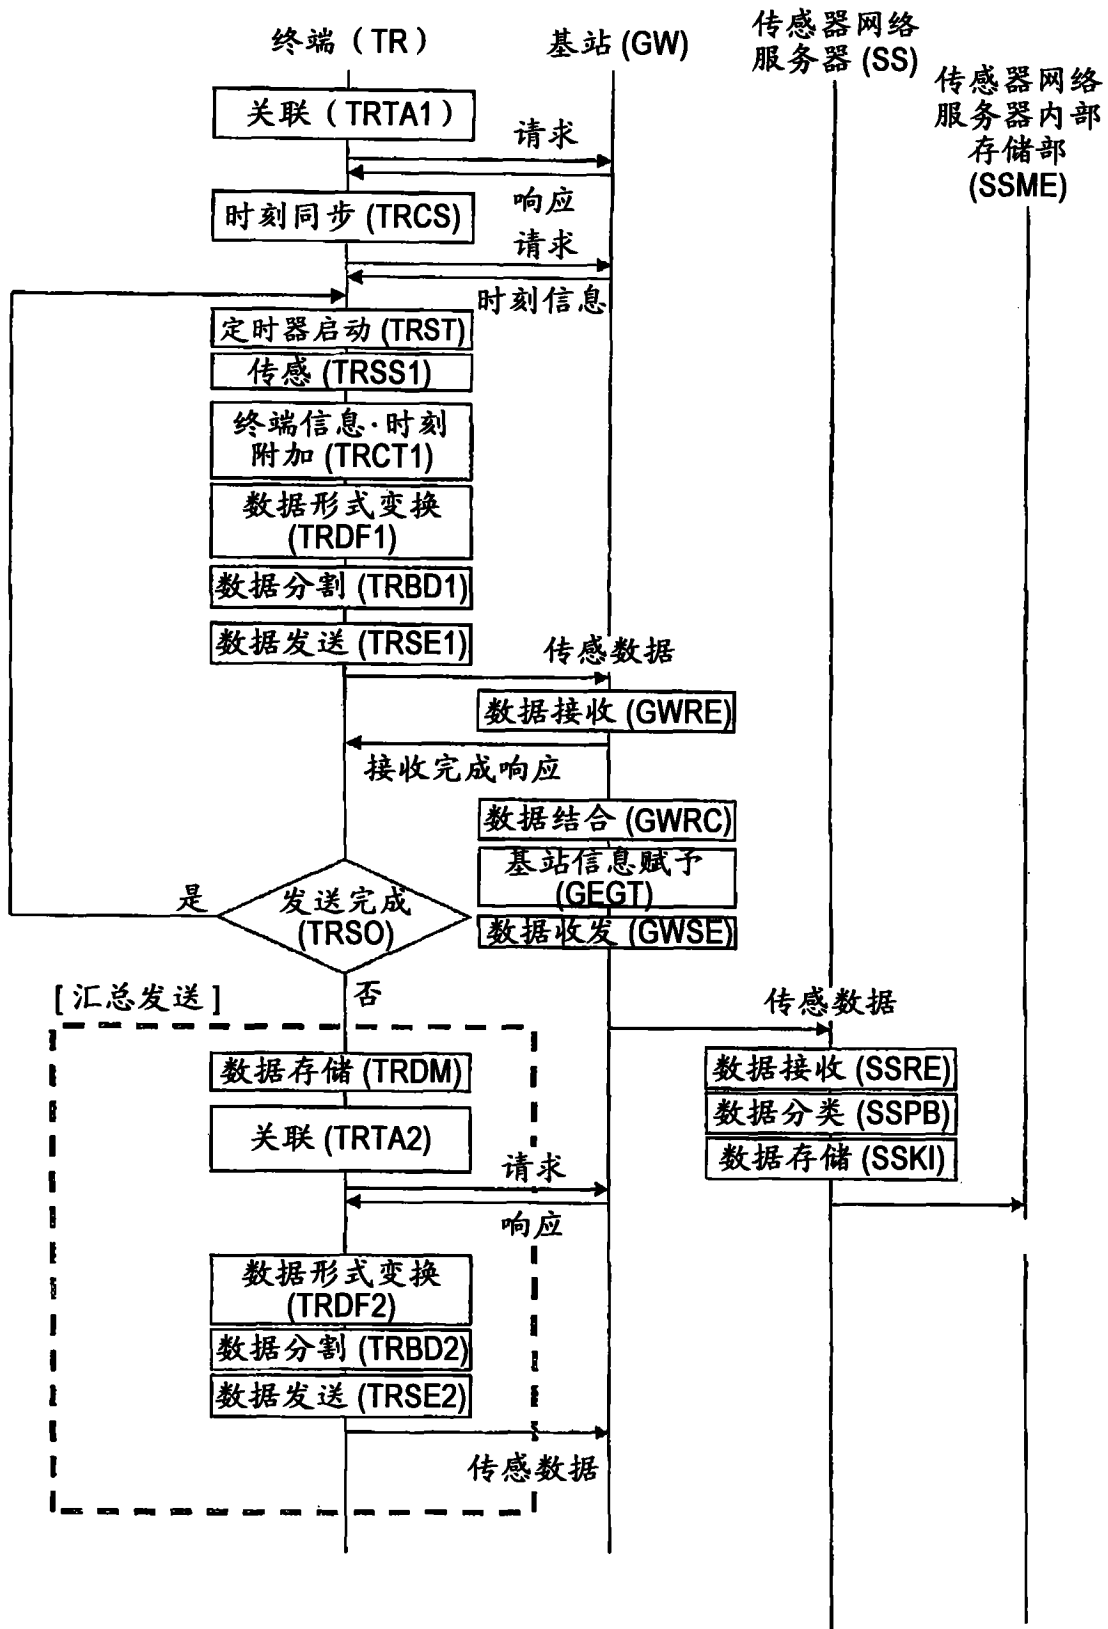 终端（TR）
基站(GW)
传感器网络
服务器(SS)
传感器网络
服务器内部
存储部
(SSME)
关联（TRTA1）
请求
响应
时刻同步(TRCS)
请求
时刻信息
定时器启动(TRST)
传感(TRSS1)
终端信息·时刻
附加(TRCT1)
数据形式变换
(TRDF1)
数据分割(TRBD1)
数据发送(TRSE1)
传感数据
数据接收(GWRE)
接收完成响应
数据结合(GWRC)
基站信息赋予
(GEGT)
数据收发(GWSE)
是
发送完成
(TRSO)
否
[汇总发送]
传感数据
数据存储(TRDM)
数据接收(SSRE)
数据分类(SSPB)
关联(TRTA2)
数据存储(SSKI)
请求
响应
数据形式变换
(TRDF2)
数据分割(TRBD2)
数据发送(TRSE2)
传感数据